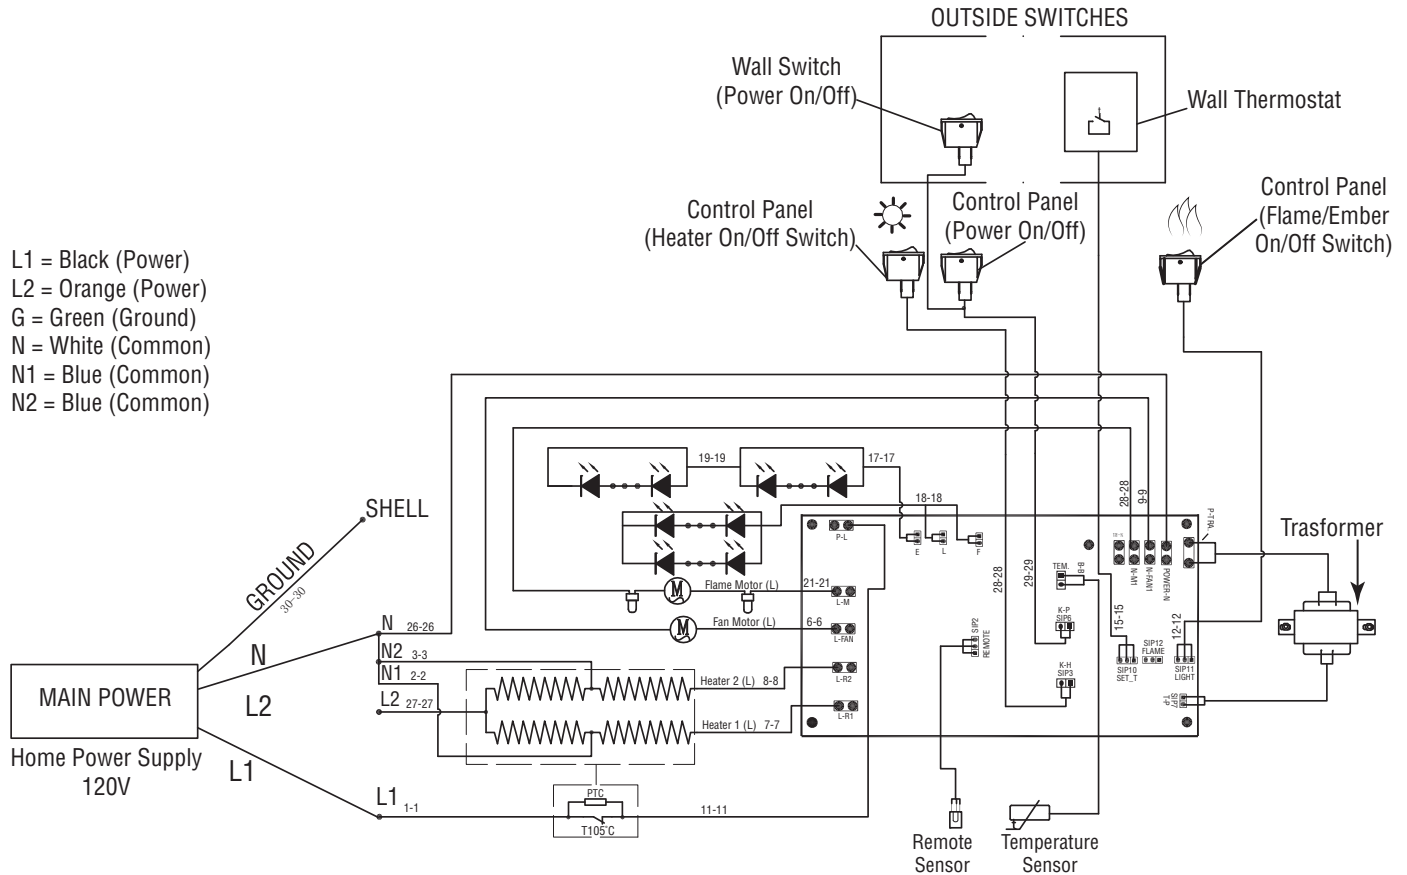 OUTSIDE SWITCHES
Wall Switch
(Power On/Off)
Wall Thermostat
Control Panel
(Heater On/Off Switch)
Control Panel
(Power On/Off)
Control Panel
(Flame/Ember
On/Off Switch)
L1 = Black (Power)
L2 = Orange (Power)
G = Green (Ground)
N = White (Common)
N1 = Blue (Common)
N2 = Blue (Common)
19-19
17-17
18-18
28-28
9-9
P-TRA.
SHELL
GROUND
30-30
P-L
E
L
F
N-M1
N-FAN1
POWER-N
Trasformer
Flame Motor (L)
21-21
M
L-M
Fan Motor (L)
6-6
M
L-FAN
28-28
29-29
TEM.
B-8
K-P
SIP6
15-15
12-12
SIP2
REMOTE
K-H
SIP3
SIP10
SET_T
SIP12
FLAME
SIP11
LIGHT
SIP7
T-P
N
26-26
N
N2
3-3
N1
2-2
L2
27-27
L2
MAIN POWER
Home Power Supply
120V
L1
Heater 2 (L)
8-8
L-R2
Heater 1 (L)
7-7
L-R1
L1
1-1
PTC
T105°C
11-11
Remote
Sensor
Temperature
Sensor